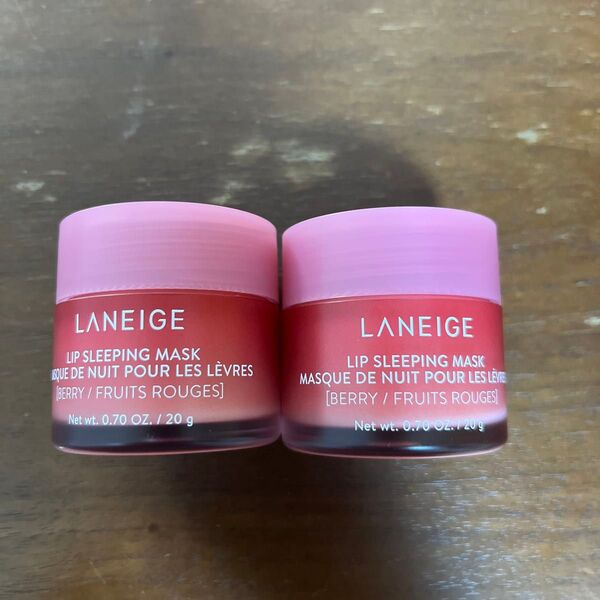 LANEIGE
LIP SLEEPING MASK
MASQUE DE NUIT POUR LES LÈVRES
[BERRY / FRUITS ROUGES]
Net wt. 0.70 OZ. / 20 g
LANEIGE
LIP SLEEPING MASK
MASQUE DE NUIT POUR LES LÈVRES
[BERRY / FRUITS ROUGES]
Net wt. 0.70 OZ. / 20 g